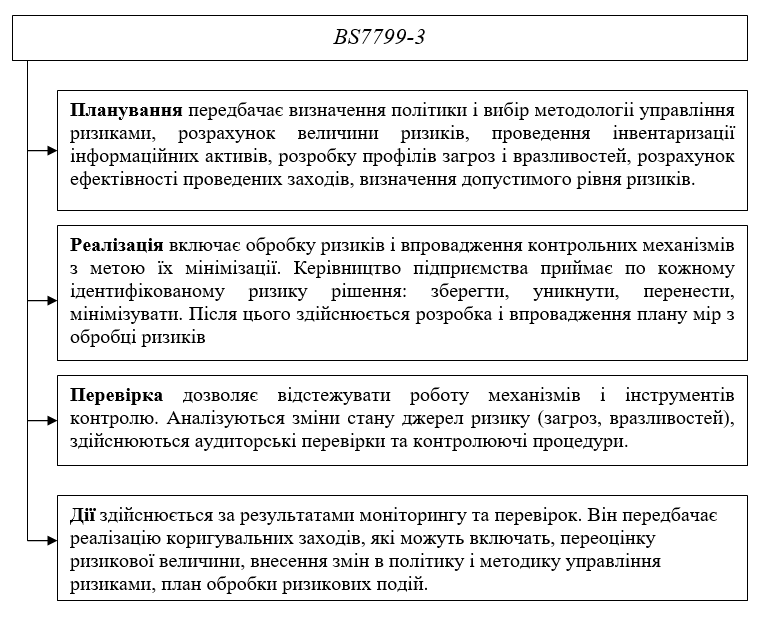 BS7799-3
Планування передбачає визначення політики і вибір методології управління
ризиками, розрахунок величини ризиків, проведення інвентаризації
інформаційних активів, розробку профілів загроз і вразливостей, розрахунок
ефектівності проведених заходів, визначення допустимого рівня ризиків.
Реалізація включає обробку ризиків і впровадження контрольних механізмів
з метою їх мінімізації. Керівництво підприємства приймає по кожному
ідентифікованому ризику рішення: зберегти, уникнути, перенести,
мінімізувати. Після цього здійснюється розробка і впровадження плану мір з
обробці ризиків
Перевірка дозволяє відстежувати роботу механізмів і інструментів
контролю. Аналізуються зміни стану джерел ризику (загроз, вразливостей),
здійснюються аудиторські перевірки та контролюючі процедури.
Дії здійснюється за результатами моніторингу та перевірок. Він передбачає
реалізацію коригувальних заходів, які можуть включать, переоцінку
ризикової величини, внесення змін в політику і методику управління
ризиками, план обробки ризикових подій.